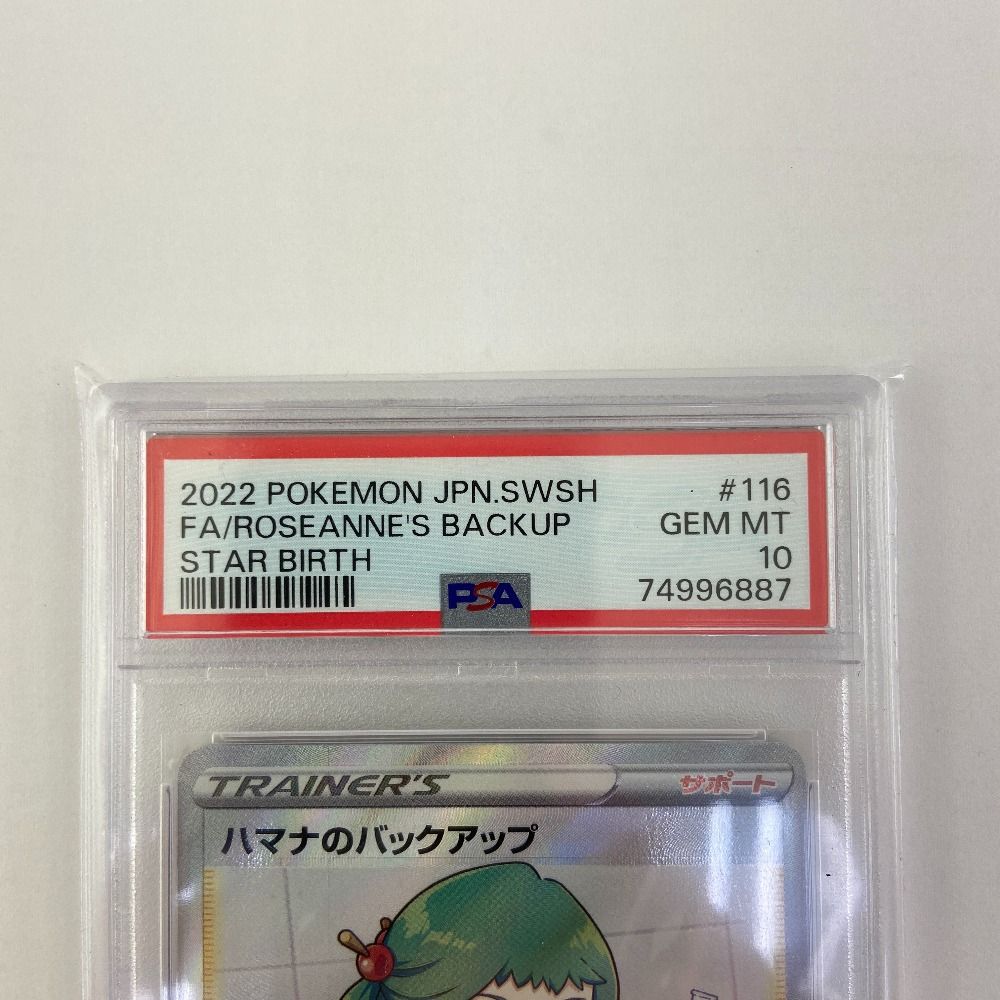 2022 POKEMON JPN.SWSH #116
FA/ROSEANNE'S BACKUP GEM MT
STAR BIRTH 10
PSA 74996887
TRAINER'S サポート
ハマナのバックアップ